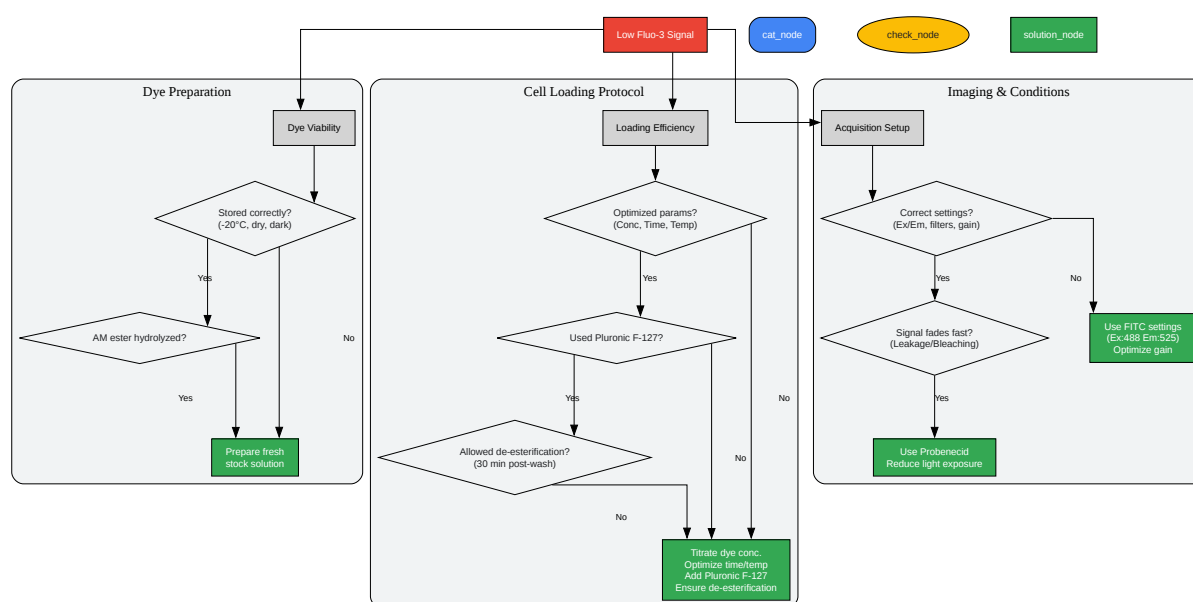 Low Fluo-3 Signal
cat_node
check_node
solution_node
Dye Preparation
Dye Viability
Stored correctly?
(-20°C, dry, dark)
Yes
AM ester hydrolyzed?
No
Yes
Prepare fresh
stock solution
Cell Loading Protocol
Loading Efficiency
Optimized params?
(Conc, Time, Temp)
Yes
Used Pluronic F-127?
Yes
No
Allowed de-esterification?
(30 min post-wash)
No
No
Titrate dye conc.
Optimize time/temp
Add Pluronic F-127
Ensure de-esterification
Imaging & Conditions
Acquisition Setup
Correct settings?
(Ex/Em, filters, gain)
Yes
No
Signal fades fast?
(Leakage/Bleaching)
Use FITC settings
(Ex:488 Em:525)
Optimize gain
Yes
Use Probenecid
Reduce light exposure